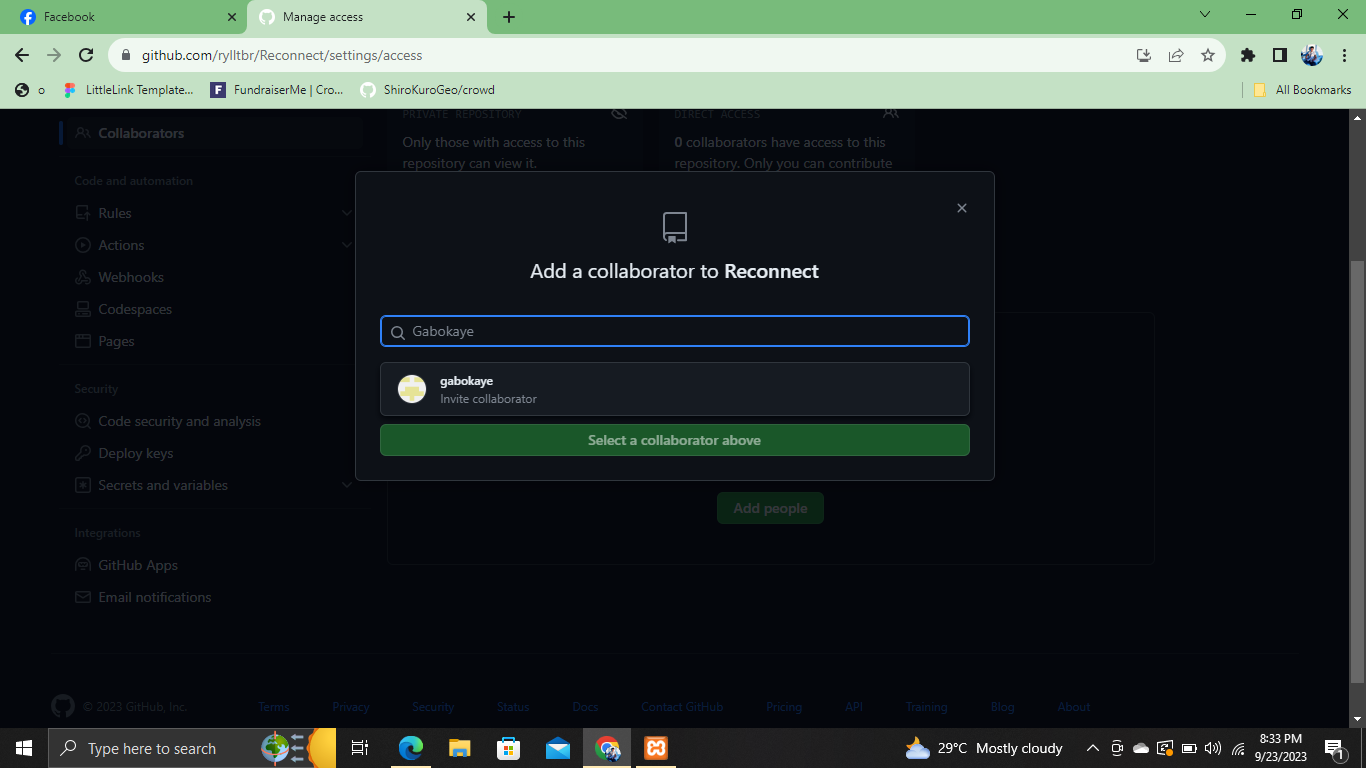 Facebook
Manage access
github.com/rylltbr/Reconnect/settings/access
o
LittleLink Template...
FundraiserMe | Cro...
ShiroKuroGeo/crowd
All Bookmarks
Collaborators
Code and automation
Rules
Actions
Webhooks
Codespaces
Pages
Security
Code security and analysis
Deploy keys
Secrets and variables
Integrations
GitHub Apps
Email notifications
PRIVATE REPOSITORY
Only those with access to this
repository can view it.
DIRECT ACCESS
0 collaborators have access to this
repository. Only you can contribute
Add a collaborator to Reconnect
Gabokaye
gabokaye
Invite collaborator
Select a collaborator above
Add people
© 2023 GitHub, Inc.
Terms
Privacy
Security
Status
Docs
Contact GitHub
Pricing
API
Training
Blog
About
Type here to search
29°C Mostly cloudy
8:33 PM
9/23/2023
1